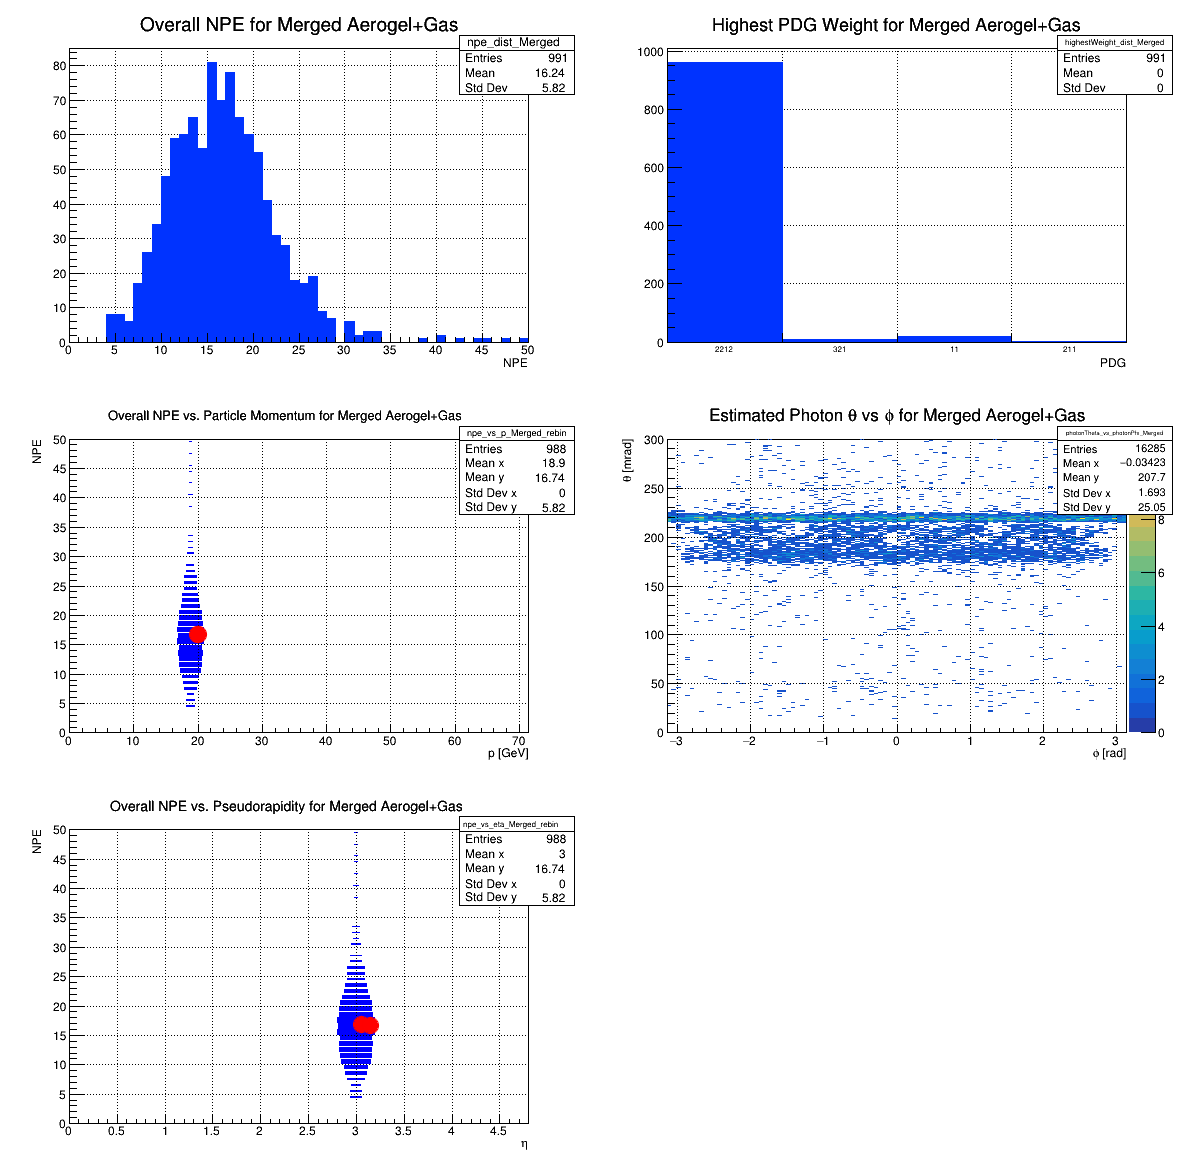 Overall NPE for Merged Aerogel+Gas
npe_dist_Merged
Entries 991
Mean 16.24
Std Dev 5.82
80
70
60
50
40
30
20
10
0
0 5 10 15 20 25 30 35 40 45 50
NPE
Highest PDG Weight for Merged Aerogel+Gas
highestWeight_dist_Merged
Entries 991
Mean 0
Std Dev 0
1000
800
600
400
200
0
2212 321 11 211
PDG
Overall NPE vs. Particle Momentum for Merged Aerogel+Gas
npe_vs_p_Merged_rebin
Entries 988
Mean x 18.9
Mean y 16.74
Std Dev x 0
Std Dev y 5.82
NPE
50
45
40
35
30
25
20
15
10
5
0
0 10 20 30 40 50 60 70
p [GeV]
Estimated Photon θ vs ϕ for Merged Aerogel+Gas
photonTheta_vs_photonPhi_Merged
Entries 16285
Mean x −0.03423
Mean y 207.7
Std Dev x 1.693
Std Dev y 25.05
θ [mrad]
300
250
200
150
100
50
0
−3 −2 −1 0 1 2 3
ϕ [rad]
8
6
4
2
0
Overall NPE vs. Pseudorapidity for Merged Aerogel+Gas
npe_vs_eta_Merged_rebin
Entries 988
Mean x 3
Mean y 16.74
Std Dev x 0
Std Dev y 5.82
NPE
50
45
40
35
30
25
20
15
10
5
0
0 0.5 1 1.5 2 2.5 3 3.5 4 4.5
η